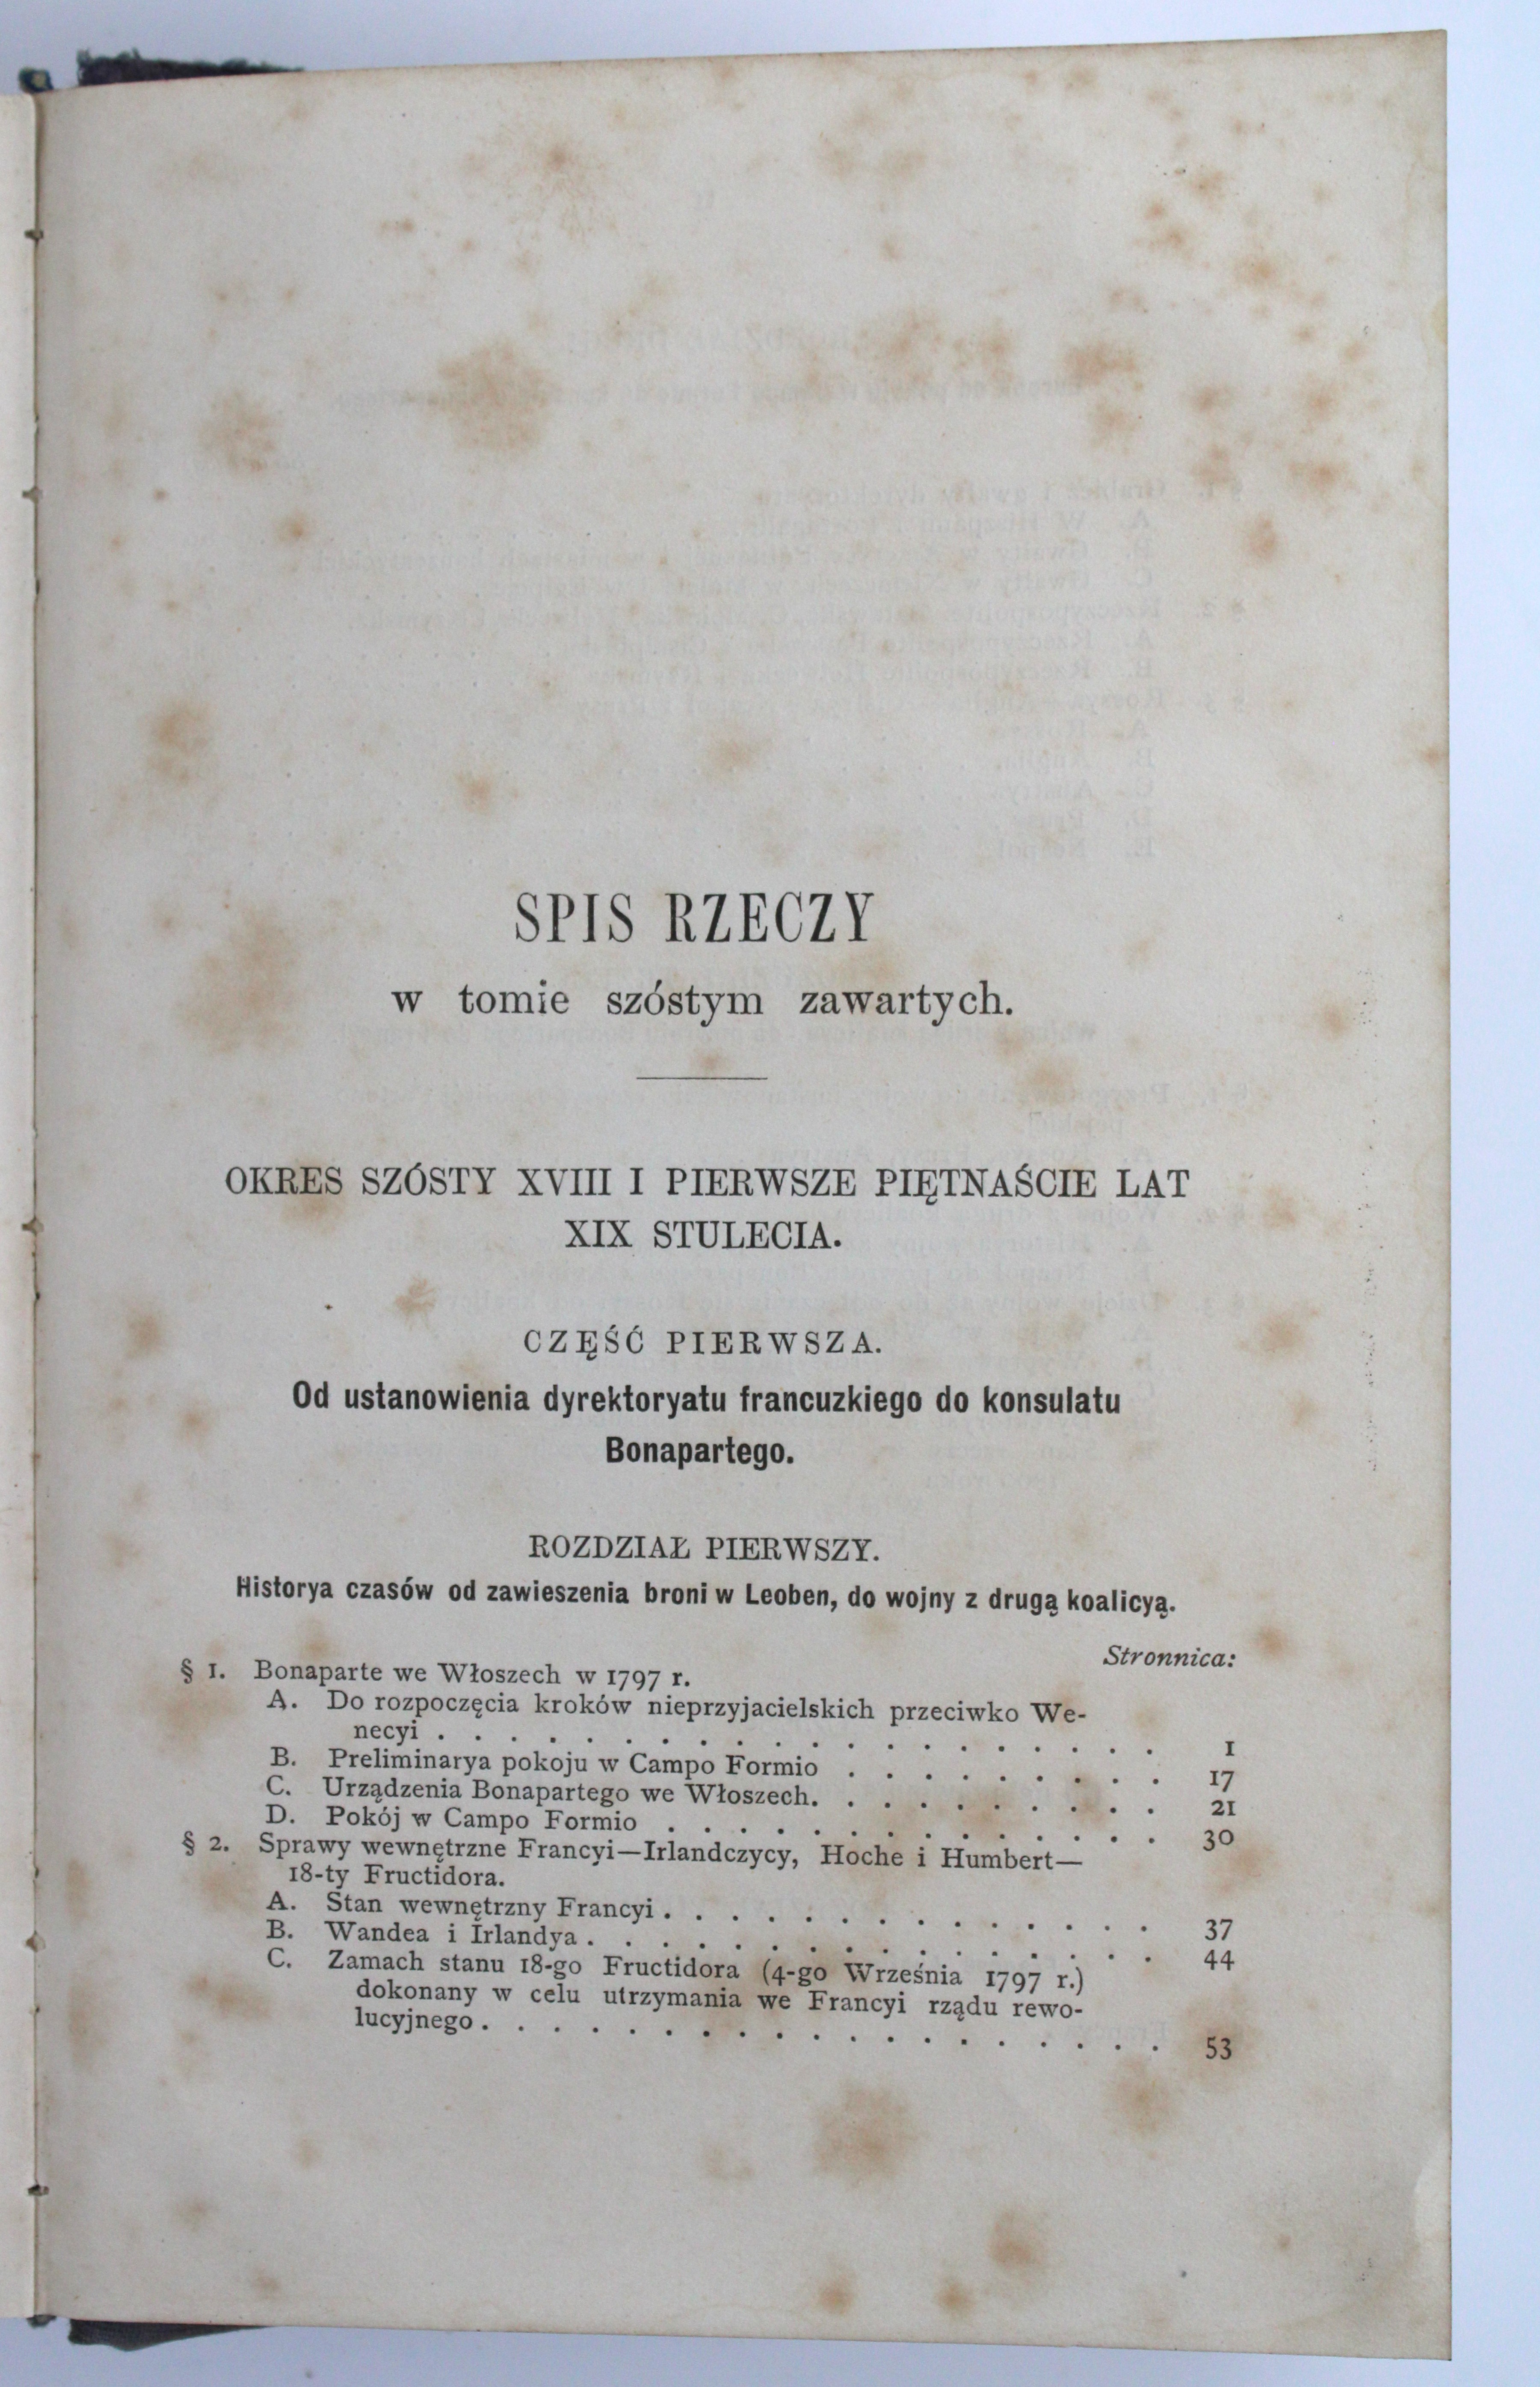 SPIS RZECZY
w tomie szóstym zawartych.
OKRES SZÓSTY XVIII I PIERWSZE PIĘTNAŚCIE LAT
XIX STULECIA.
CZĘŚĆ PIERWSZA.
Od ustanowienia dyrektoryatu francuzkiego do konsulatu
Bonapartego.
ROZDZIAŁ PIERWSZY.
Historya czasów od zawieszenia broni w Leoben, do wojny z drugą koalicyą.
Stronnica:
§ 1. Bonaparte we Włoszech w 1797 r.
A. Do rozpoczęcia kroków nieprzyjacielskich przeciwko We-
necyi . . . . . . . . . . . . . . . . . . . . 1
B. Preliminarya pokoju w Campo Formio . . . . . . . . . 17
C. Urządzenia Bonapartego we Włoszech. . . . . . . . . . 21
D. Pokój w Campo Formio . . . . . . . . . . . . . . 30
§ 2. Sprawy wewnętrzne Francyi—Irlandczycy, Hoche i Humbert—
18-ty Fructidora.
A. Stan wewnętrzny Francyi . . . . . . . . . . . . . . 37
B. Wandea i Irlandya . . . . . . . . . . . . . . . . 44
C. Zamach stanu 18-go Fructidora (4-go Września 1797 r.)
dokonany w celu utrzymania we Francyi rządu rewo-
lucyjnego . . . . . . . . . . . . . . . . . . . 53